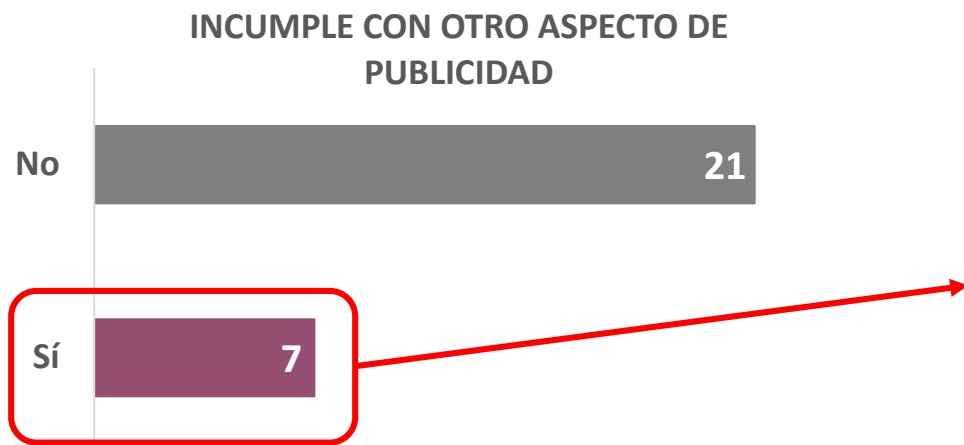 INCUMPLE CON OTRO ASPECTO DE
PUBLICIDAD
No
21
Sí
7